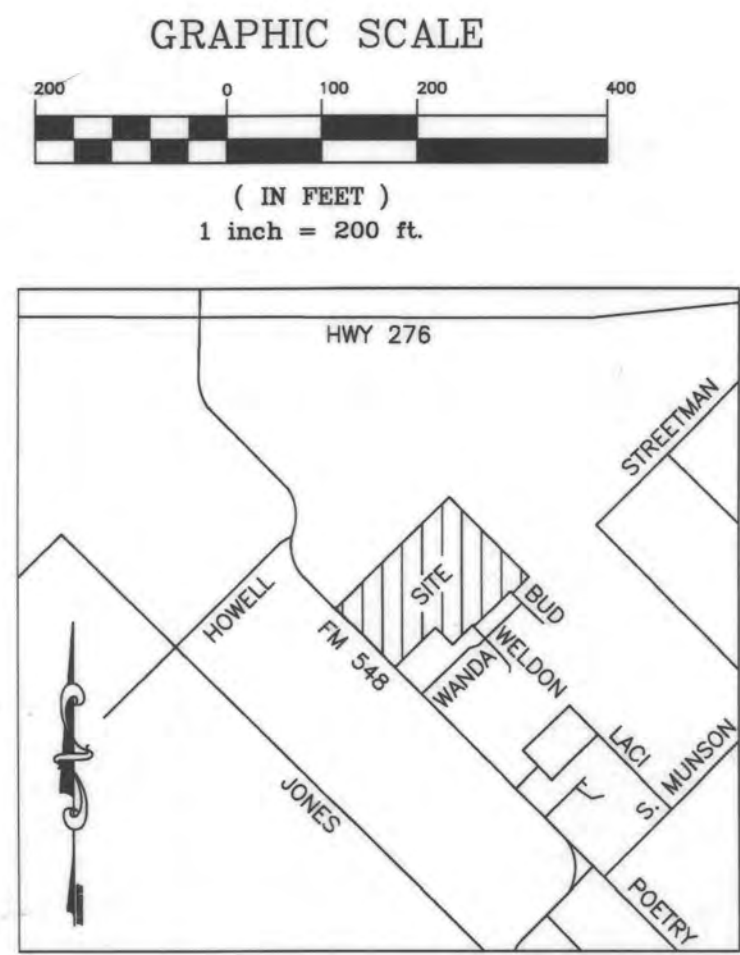 GRAPHIC SCALE
200 0 100 200 400
( IN FEET )
1 inch = 200 ft.
HWY 276
STREETMAN
SITE
BUD
HOWELL
FM 548
WELDON
WANDA
LACI
S. MUNSON
JONES
POETRY